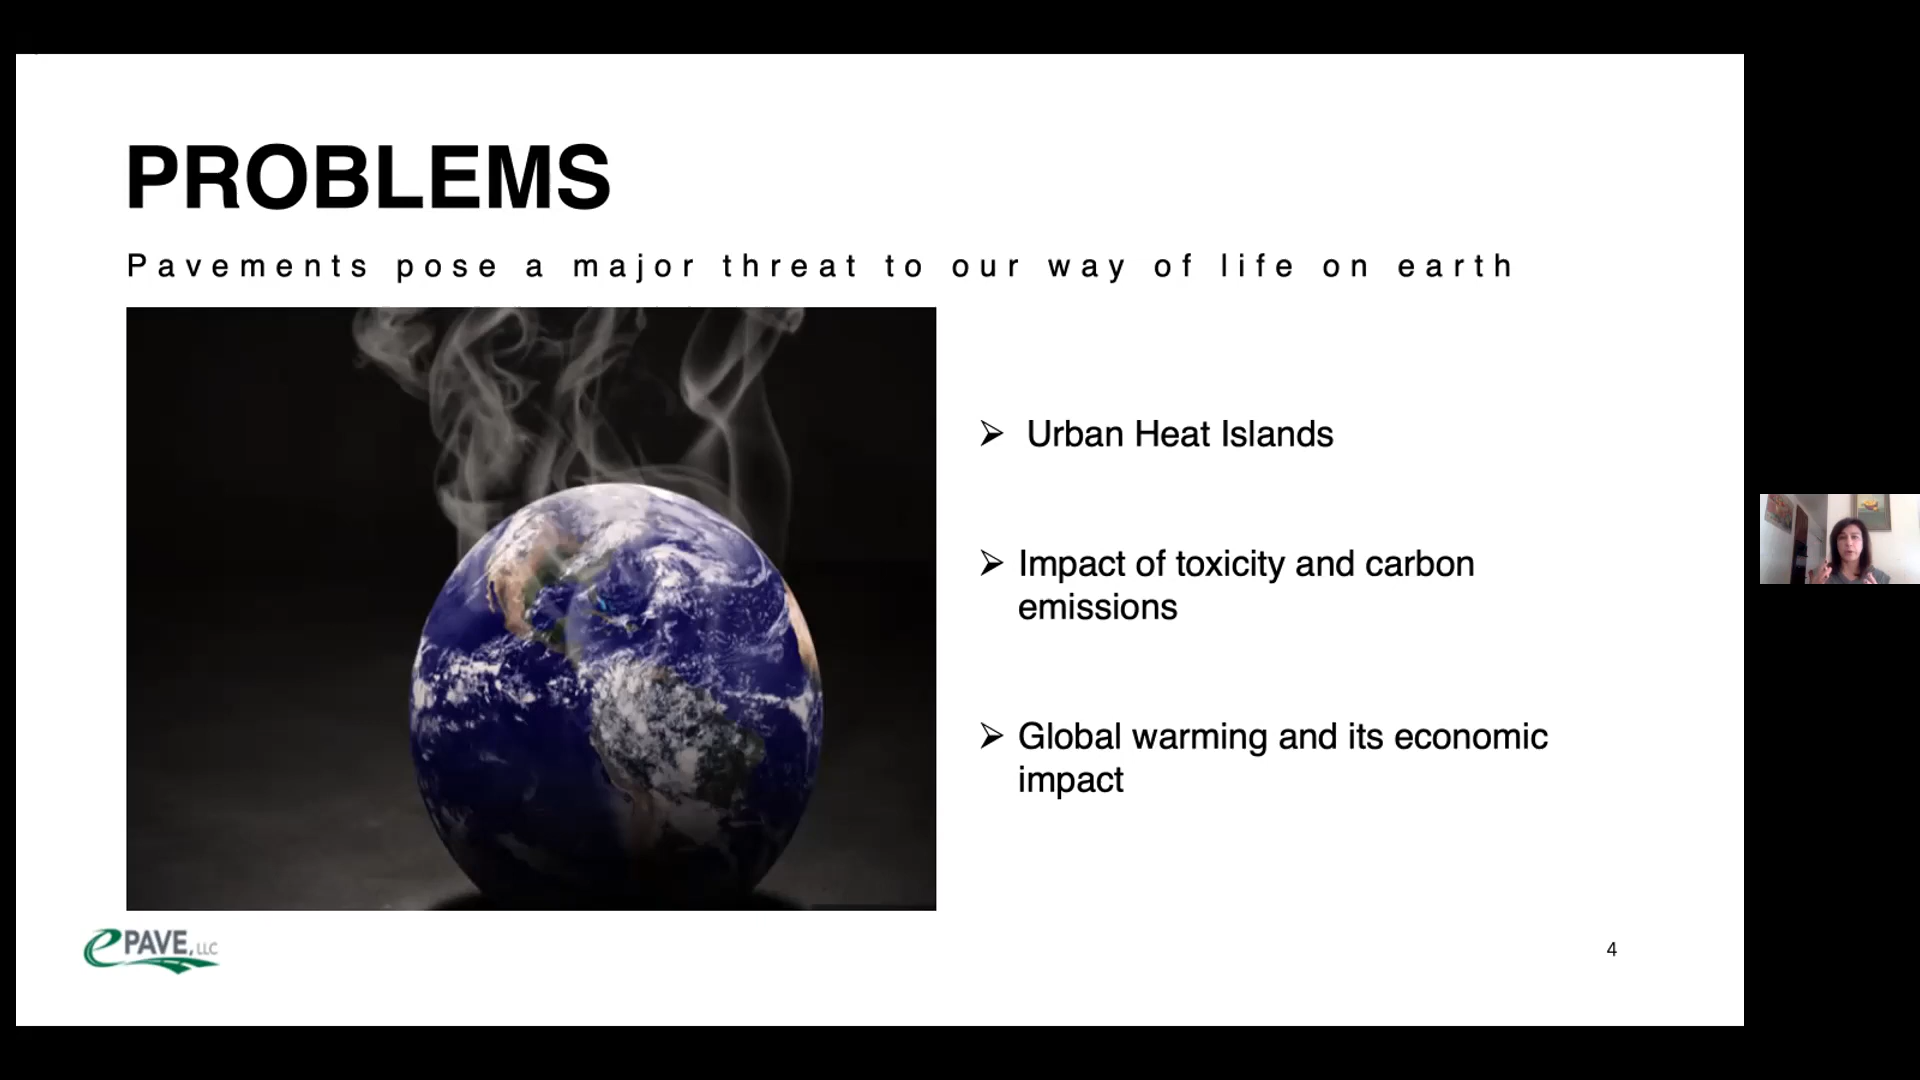 PROBLEMS
Pavements pose a major threat to our way of life on earth
➢ Urban Heat Islands
➢ Impact of toxicity and carbon
emissions
➢ Global warming and its economic
impact
ePAVE, LLC
4